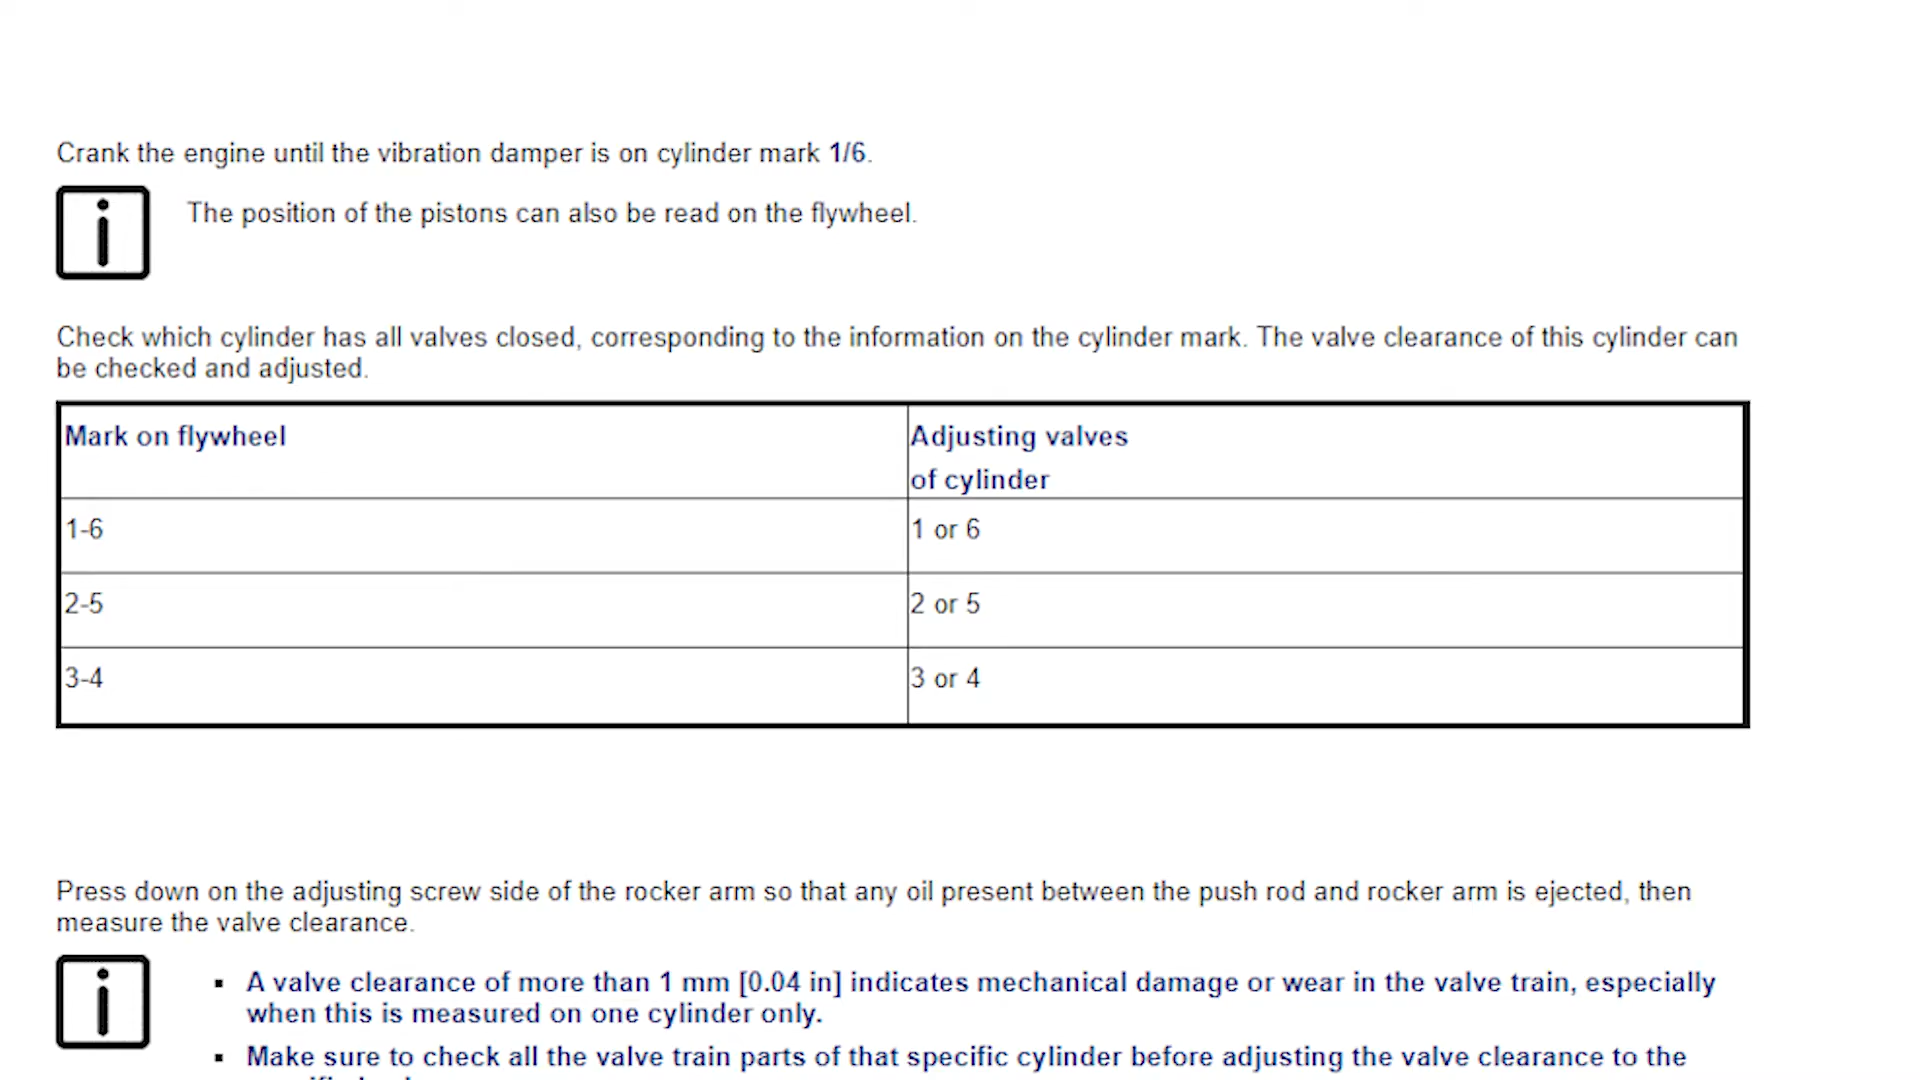 Crank the engine until the vibration damper is on cylinder mark 1/6.
The position of the pistons can also be read on the flywheel.
Check which cylinder has all valves closed, corresponding to the information on the cylinder mark. The valve clearance of this cylinder can
be checked and adjusted.
Mark on flywheel
Adjusting valves
of cylinder
1-6
1 or 6
2-5
2 or 5
3-4
3 or 4
Press down on the adjusting screw side of the rocker arm so that any oil present between the push rod and rocker arm is ejected, then
measure the valve clearance.
▪ A valve clearance of more than 1 mm [0.04 in] indicates mechanical damage or wear in the valve train, especially
when this is measured on one cylinder only.
▪ Make sure to check all the valve train parts of that specific cylinder before adjusting the valve clearance to the